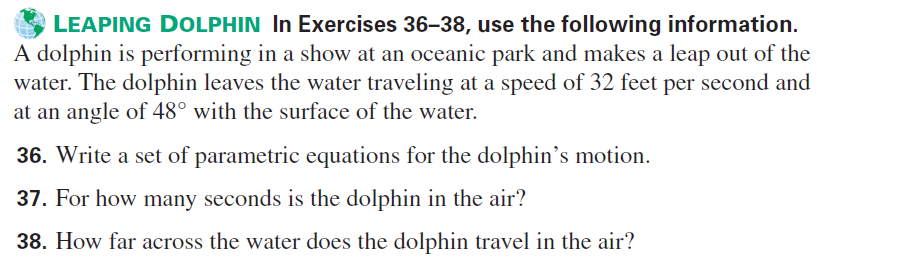 LEAPING DOLPHIN In Exercises 36–38, use the following information.
A dolphin is performing in a show at an oceanic park and makes a leap out of the
water. The dolphin leaves the water traveling at a speed of 32 feet per second and
at an angle of 48° with the surface of the water.
36. Write a set of parametric equations for the dolphin's motion.
37. For how many seconds is the dolphin in the air?
38. How far across the water does the dolphin travel in the air?